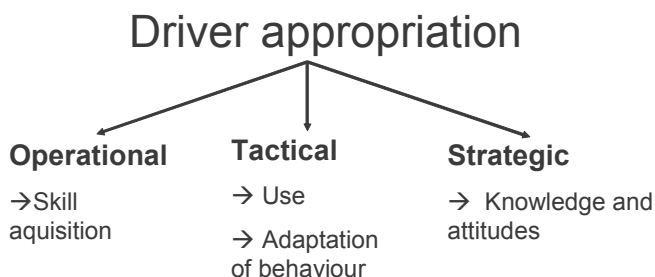 Driver appropriation
Operational
→Skill
aquisition
Tactical
→ Use
→ Adaptation
of behaviour
Strategic
→ Knowledge and
attitudes